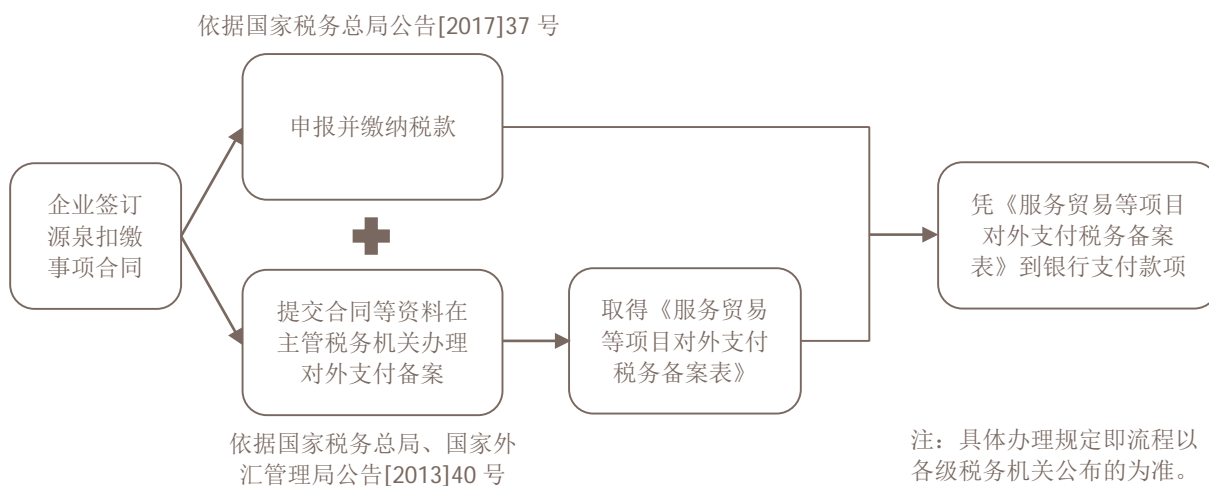 依据国家税务总局公告[2017]37 号
申报并缴纳税款
企业签订
源泉扣缴
事项合同
提交合同等资料在
主管税务机关办理
对外支付备案
取得《服务贸易
等项目对外支付
税务备案表》
凭《服务贸易等项目
对外支付税务备案
表》到银行支付款项
依据国家税务总局、国家外
汇管理局公告[2013]40 号
注：具体办理规定即流程以
各级税务机关公布的为准。